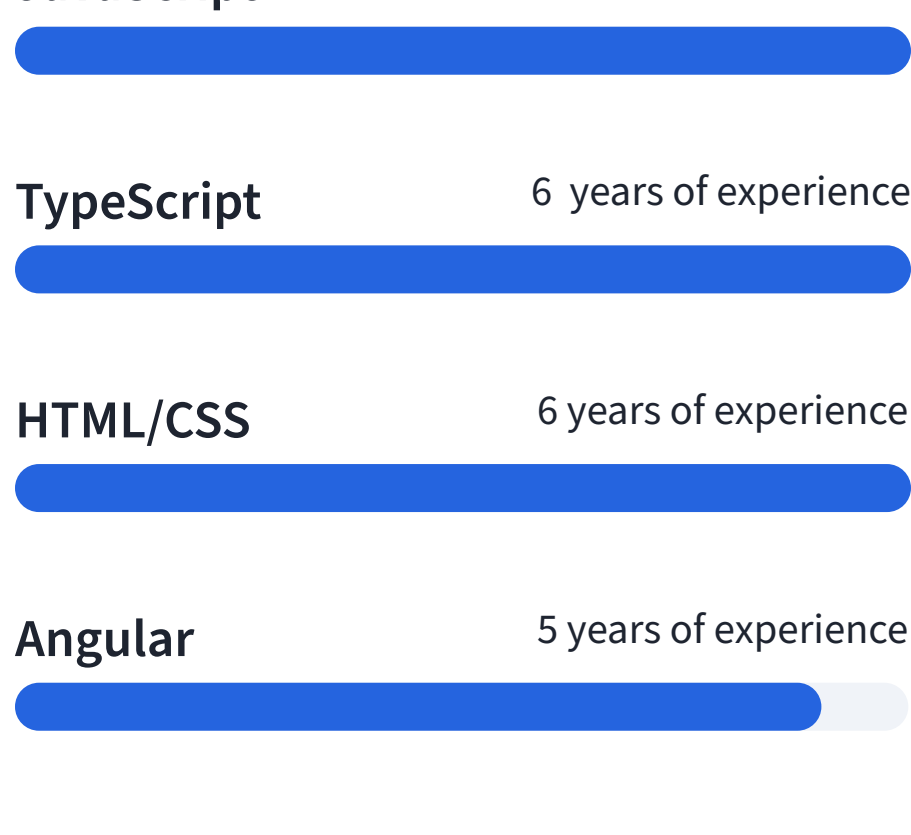 TypeScript
6  years of experience
HTML/CSS
6 years of experience
Angular
5 years of experience